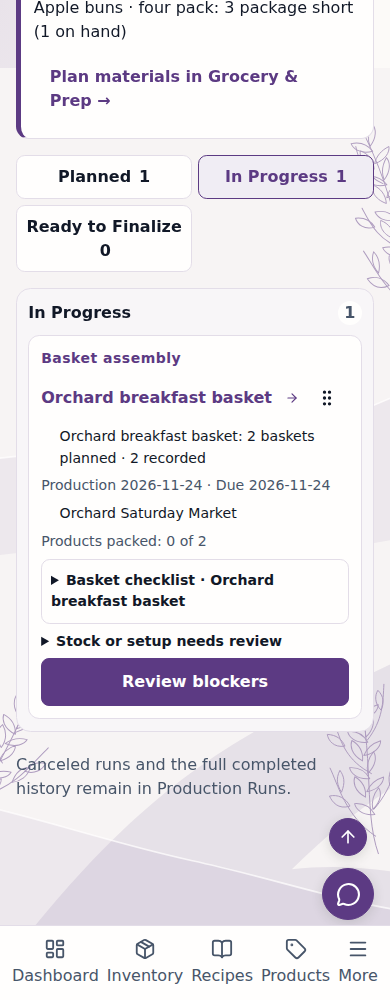 Apple buns · four pack: 3 package short
(1 on hand)
Plan materials in Grocery &
Prep →
Planned 1
In Progress 1
Ready to Finalize
0
In Progress
1
Basket assembly
Orchard breakfast basket →
Orchard breakfast basket: 2 baskets
planned · 2 recorded
Production 2026-11-24 · Due 2026-11-29
Orchard Saturday Market
Products packed: 0 of 2
▶ Basket checklist · Orchard
breakfast basket
▶ Stock or setup needs review
Review blockers
Canceled runs and the full completed
history remain in Production Runs.
Dashboard
Inventory
Recipes
Products
More